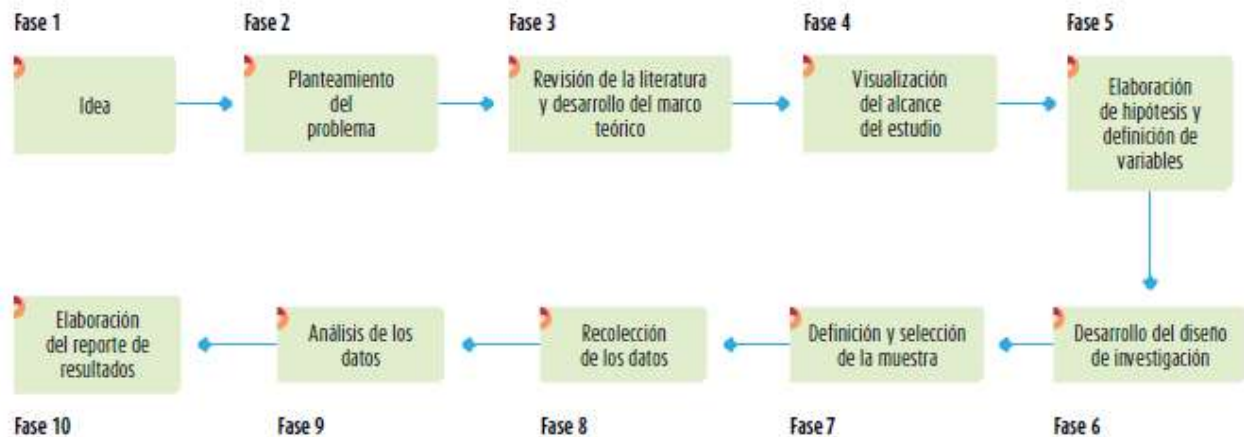 Fase 1
Idea
Fase 2
Planteamiento
del
problema
Fase 3
Revisión de la literatura
y desarrollo del marco
teórico
Fase 4
Visualización
del alcance
del estudio
Fase 5
Elaboración
de hipótesis y
definición de
variables
Desarrollo del diseño
de investigación
Fase 6
Definición y selección
de la muestra
Fase 7
Recolección
de los datos
Fase 8
Análisis de los
datos
Fase 9
Elaboración
del reporte de
resultados
Fase 10